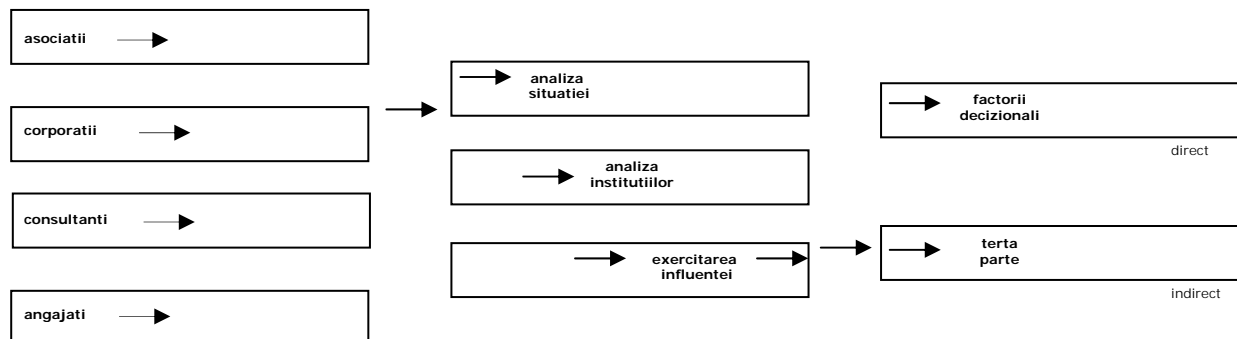 asociatii
corporatii
consultanti
angajati
analiza
situatiei
analiza
institutiilor
exercitarea
influentei
factorii
decizionali
direct
terta
parte
indirect